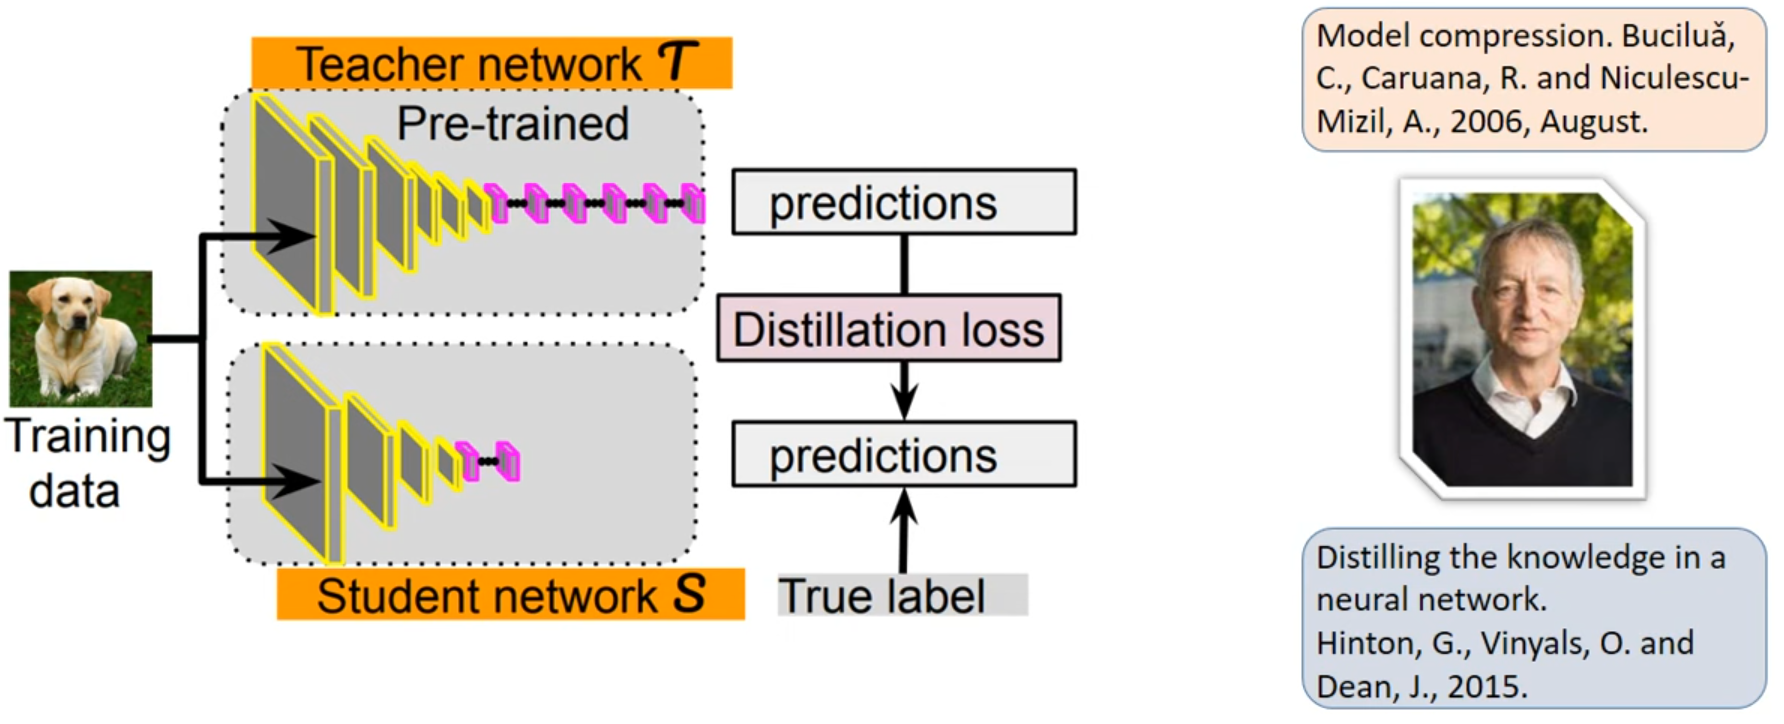 Teacher network 𝒯
Pre-trained
predictions
Distillation loss
predictions
Training
data
Student network 𝒮
True label
Model compression. Buciluǎ,
C., Caruana, R. and Niculescu-
Mizil, A., 2006, August.
Distilling the knowledge in a
neural network.
Hinton, G., Vinyals, O. and
Dean, J., 2015.